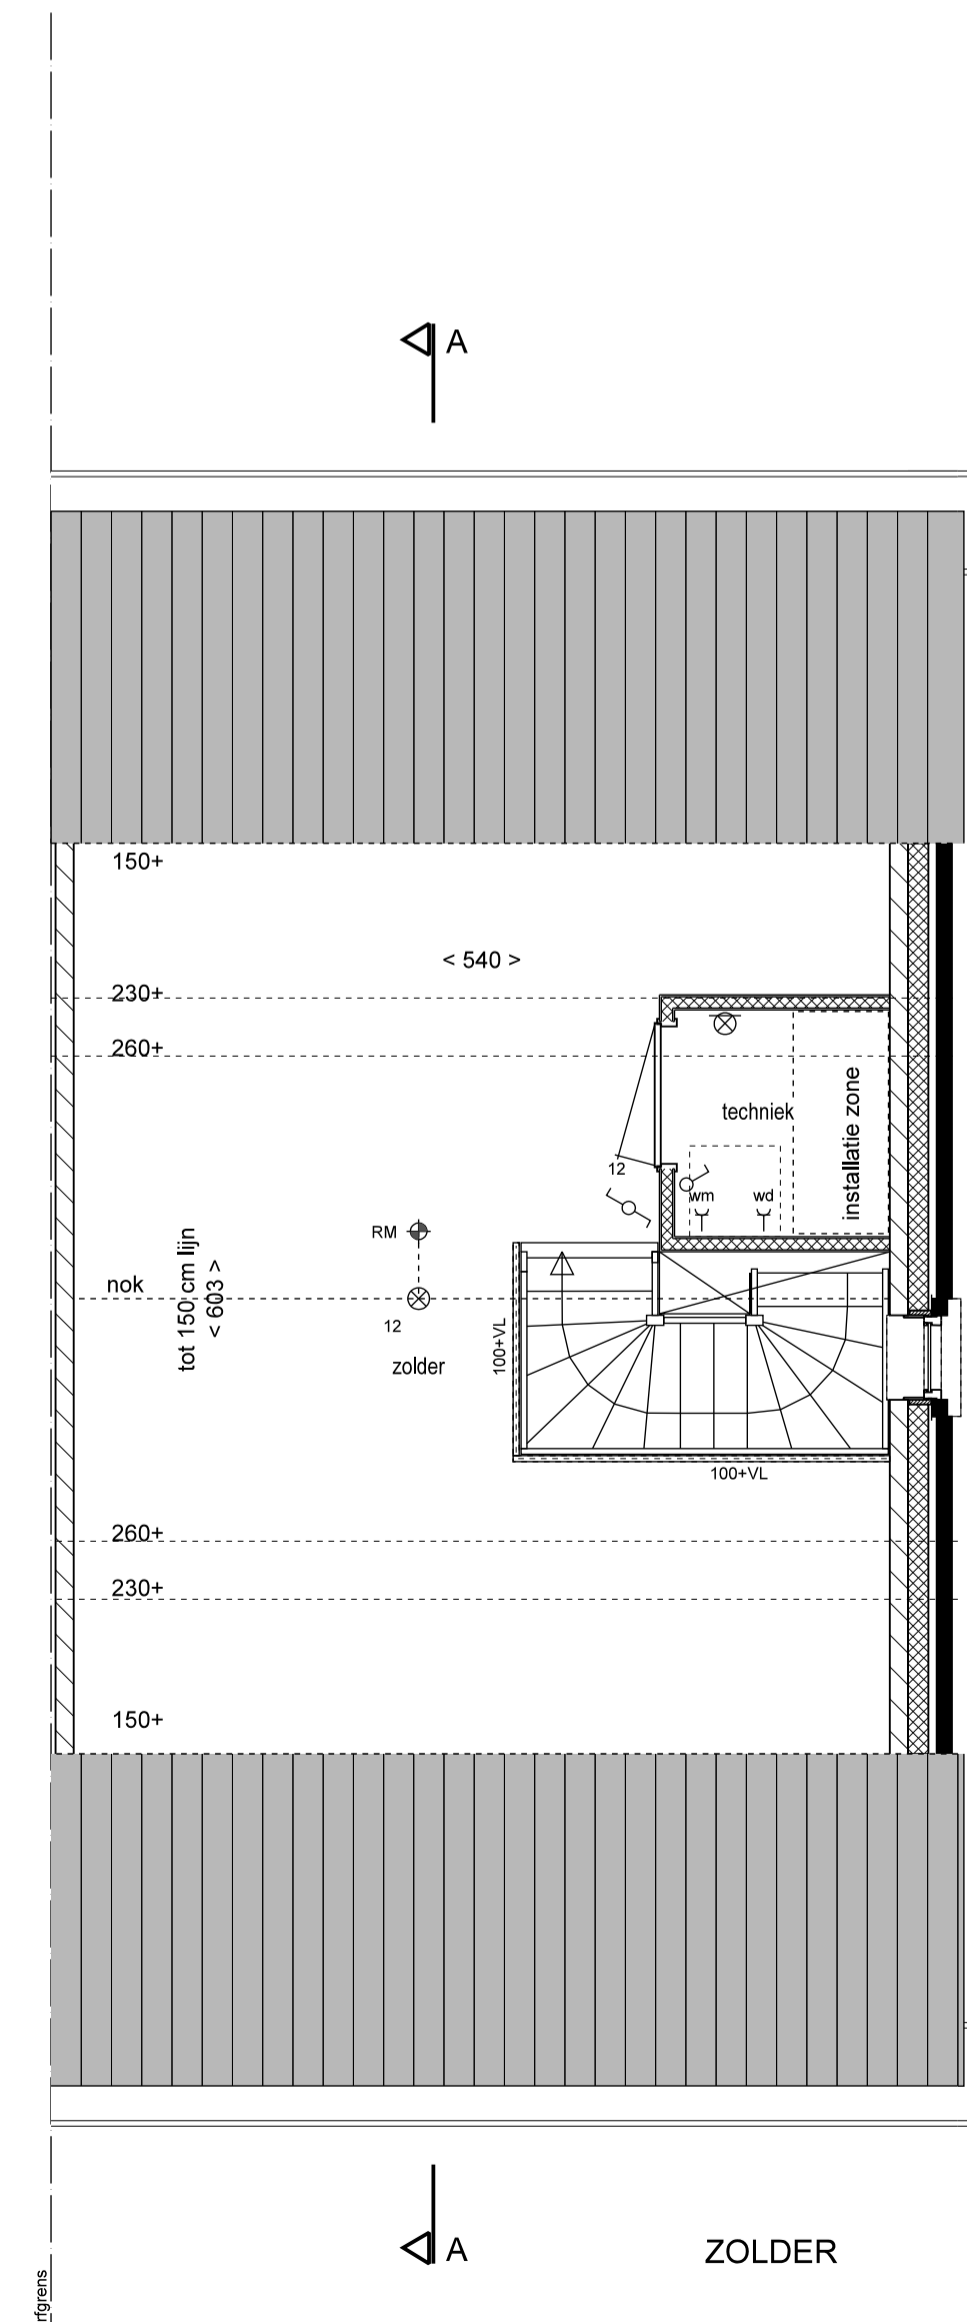 A
150+
< 540 >
230+
260+
techniek
installatie zone
12
wm
wd
RM
tot 150 cm lijn
< 603 >
nok
12
zolder
100+VL
100+VL
260+
230+
150+
A
ZOLDER
rfgrens